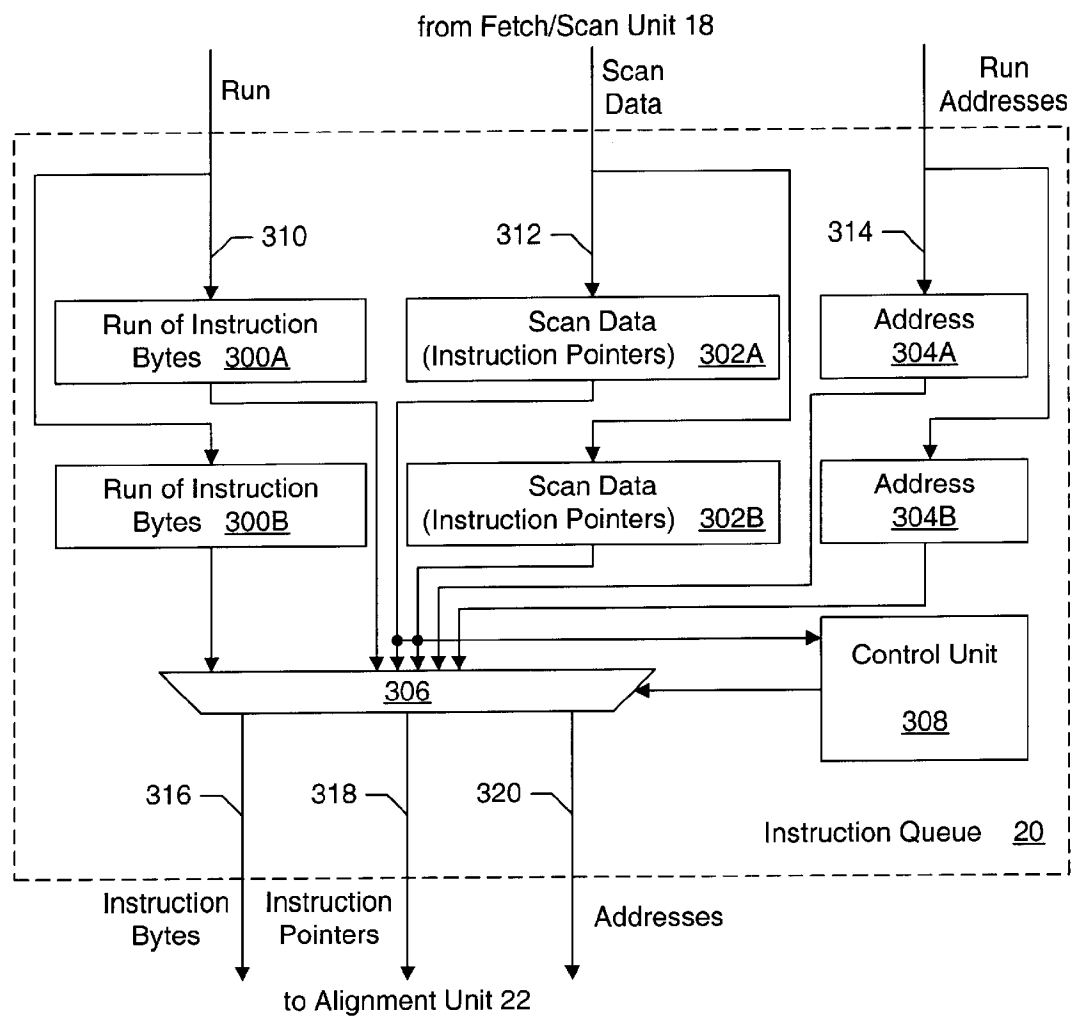 from Fetch/Scan Unit 18
Run
Scan
Data
Run
Addresses
310
312
314
Run of Instruction
Bytes 300A
Scan Data
(Instruction Pointers) 302A
Address
304A
Run of Instruction
Bytes 300B
Scan Data
(Instruction Pointers) 302B
Address
304B
306
Control Unit
308
316
318
320
Instruction Queue 20
Instruction
Bytes
Instruction
Pointers
Addresses
to Alignment Unit 22